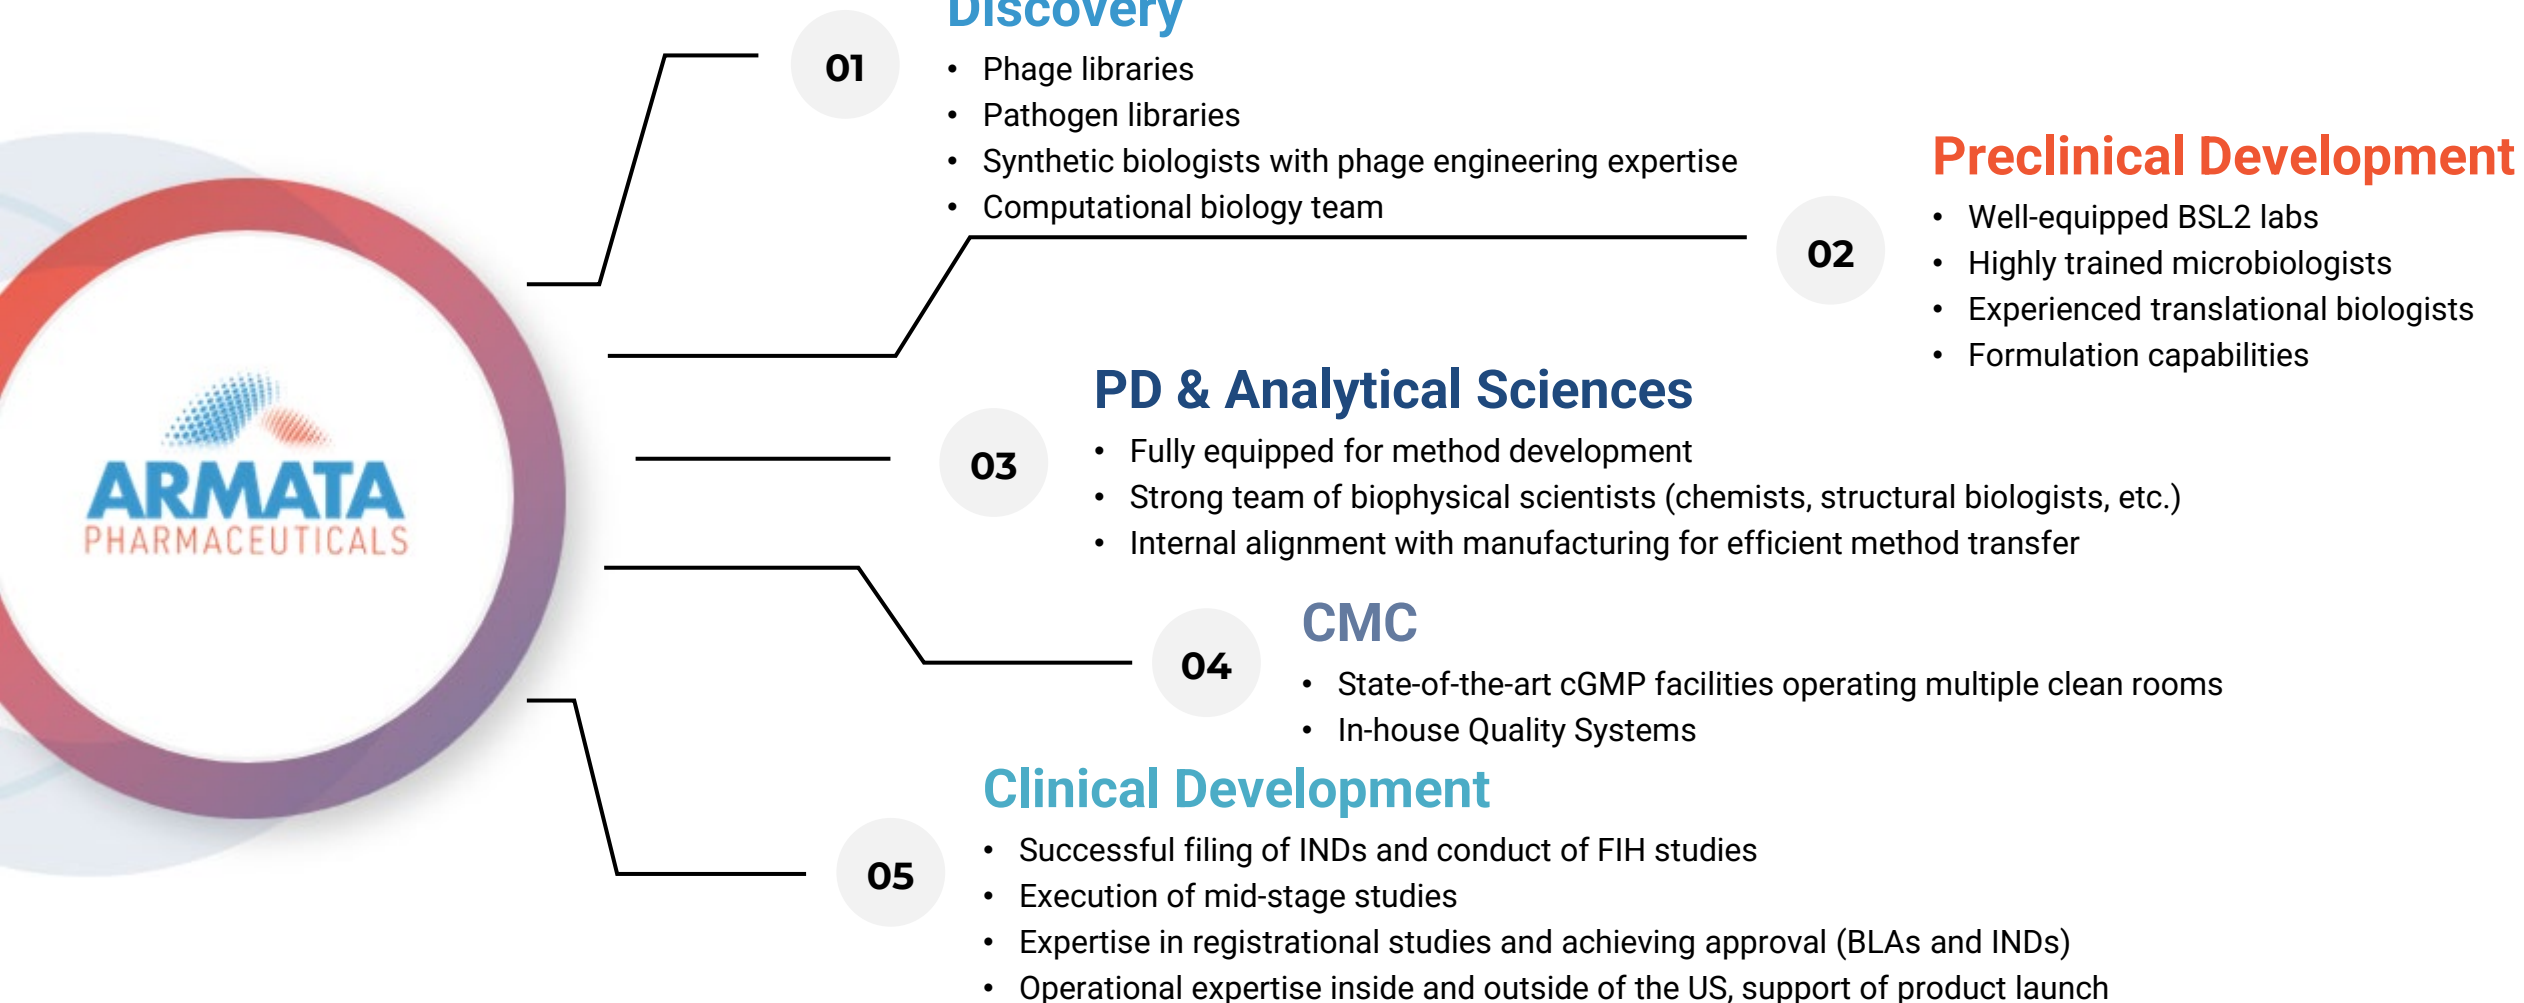 Discovery
01
• Phage libraries
• Pathogen libraries
• Synthetic biologists with phage engineering expertise
• Computational biology team
Preclinical Development
02
• Well-equipped BSL2 labs
• Highly trained microbiologists
• Experienced translational biologists
• Formulation capabilities
ARMATA
PHARMACEUTICALS
PD & Analytical Sciences
03
• Fully equipped for method development
• Strong team of biophysical scientists (chemists, structural biologists, etc.)
• Internal alignment with manufacturing for efficient method transfer
CMC
04
• State-of-the-art cGMP facilities operating multiple clean rooms
• In-house Quality Systems
Clinical Development
05
• Successful filing of INDs and conduct of FIH studies
• Execution of mid-stage studies
• Expertise in registrational studies and achieving approval (BLAs and INDs)
• Operational expertise inside and outside of the US, support of product launch